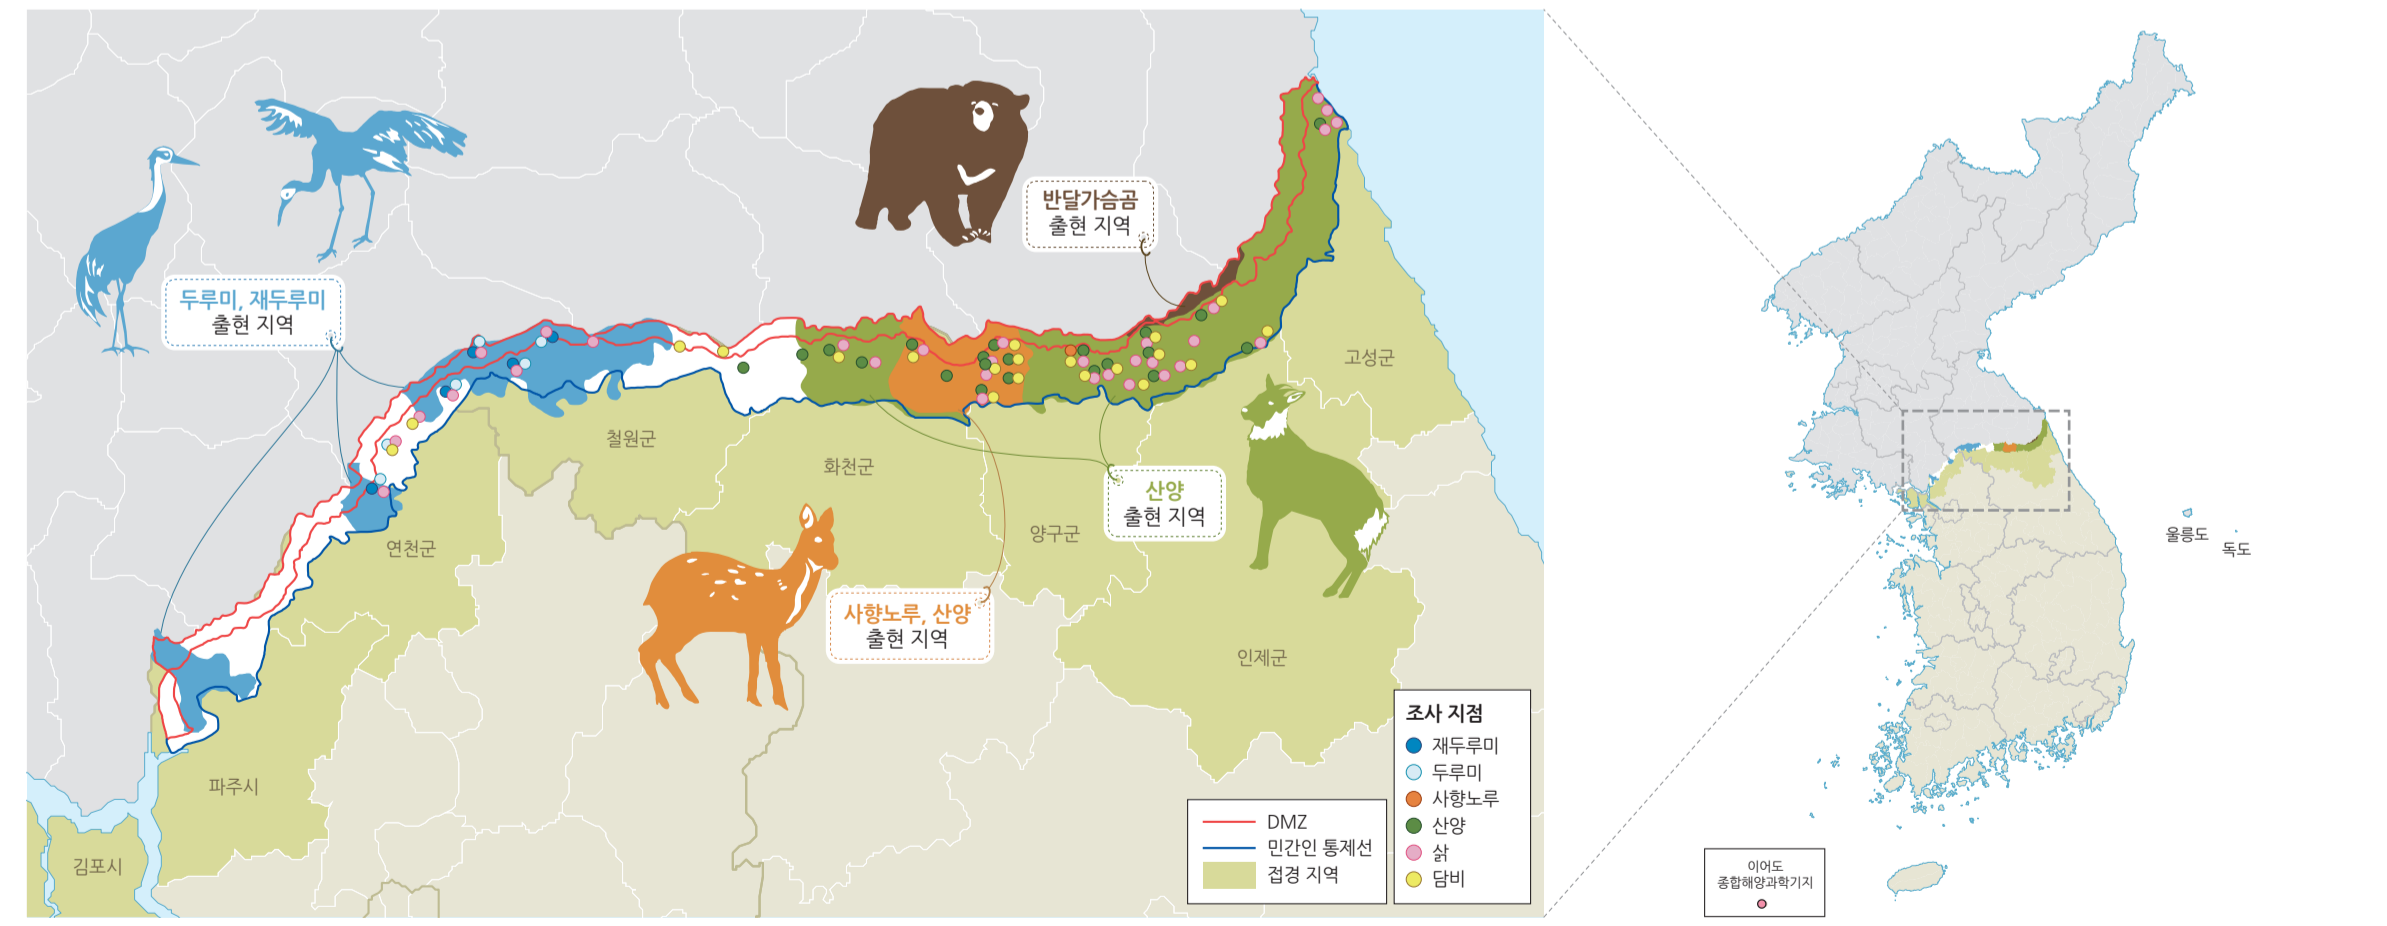 반달가슴곰
출현 지역
두루미, 재두루미
출현 지역
고성군
철원군
화천군
산양
출현 지역
양구군
연천군
사향노루, 산양
출현 지역
인제군
파주시
김포시
DMZ
민간인 통제선
접경 지역
조사 지점
재두루미
두루미
사향노루
산양
삵
담비
울릉도
독도
이어도
종합해양과학기지